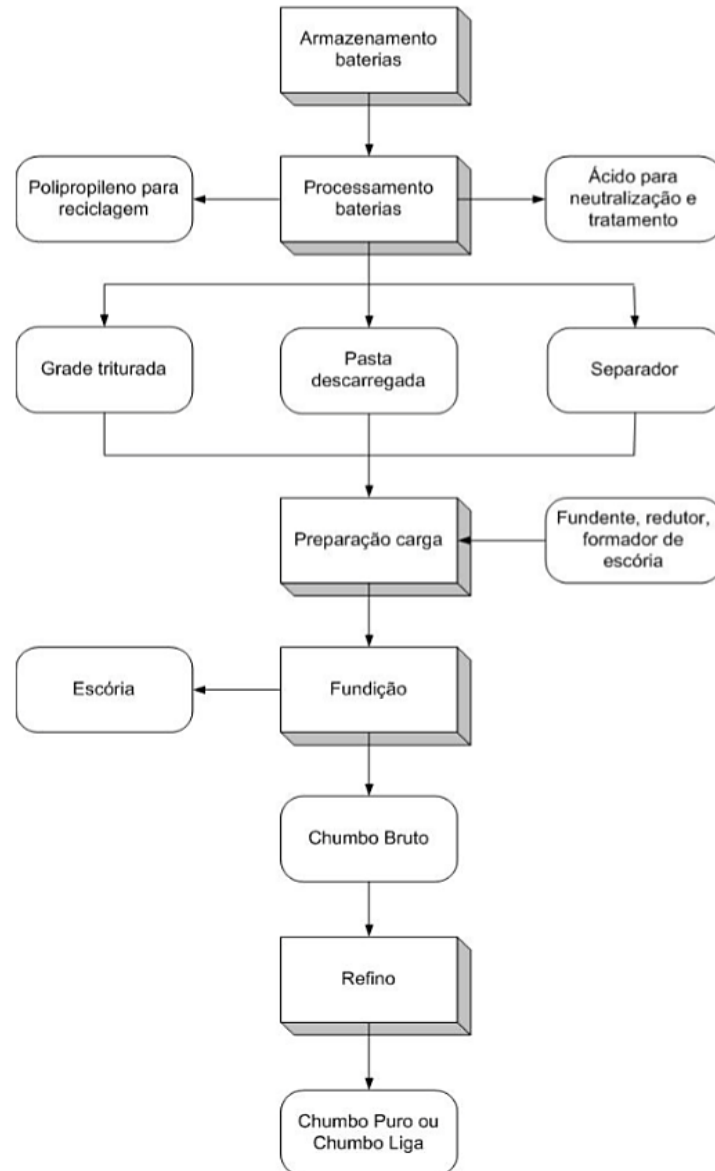 Armazenamento
baterias
Polipropileno para
reciclagem
Processamento
baterias
Ácido para
neutralização e
tratamento
Grade triturada
Pasta
descarregada
Separador
Preparação carga
Fundente, redutor,
formador de
escória
Escória
Fundição
Chumbo Bruto
Refino
Chumbo Puro ou
Chumbo Liga